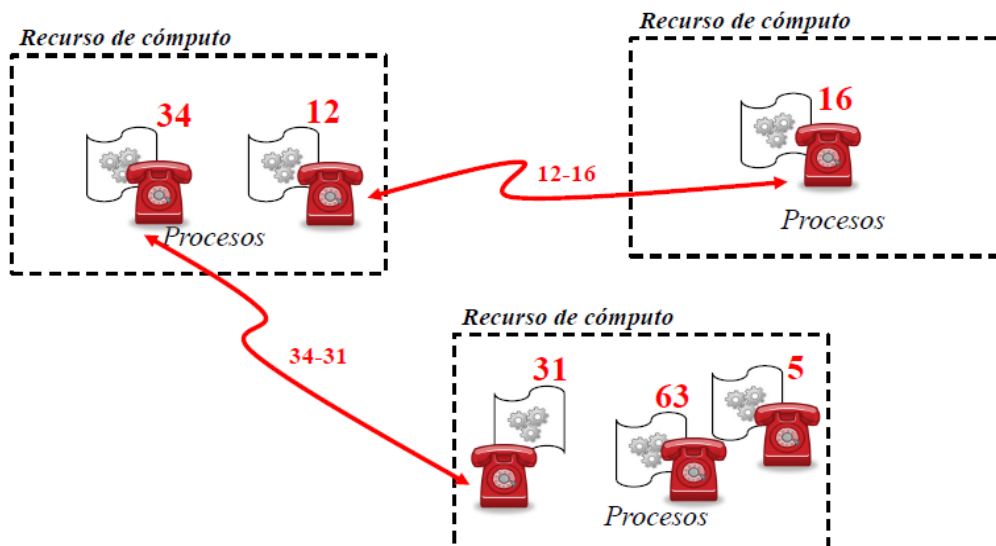 Recurso de cómputo
34
12
Procesos
12-16
Recurso de cómputo
16
Procesos
34-31
Recurso de cómputo
31
63
5
Procesos